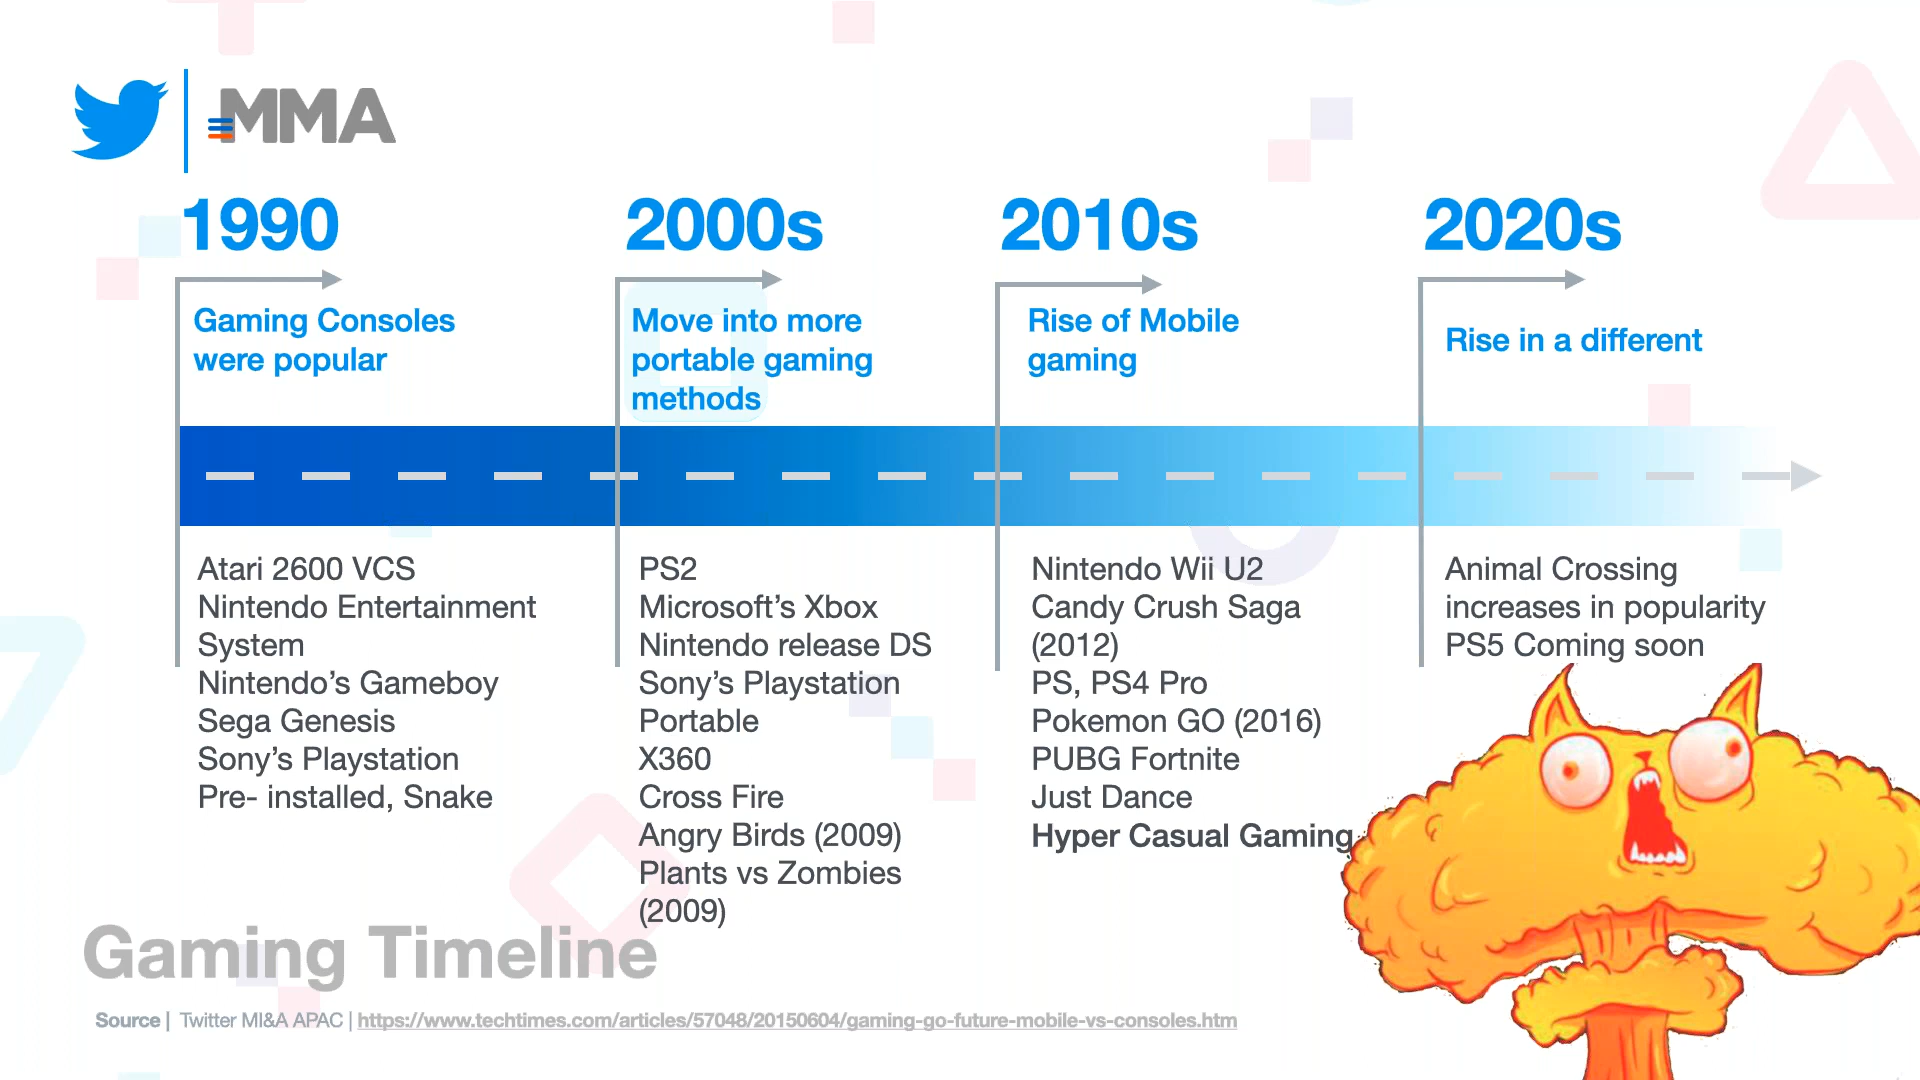 MMA
1990
Gaming Consoles
were popular
Atari 2600 VCS
Nintendo Entertainment
System
Nintendo’s Gameboy
Sega Genesis
Sony’s Playstation
Pre- installed, Snake
2000s
Move into more
portable gaming
methods
PS2
Microsoft’s Xbox
Nintendo release DS
Sony’s Playstation
Portable
X360
Cross Fire
Angry Birds (2009)
Plants vs Zombies
(2009)
2010s
Rise of Mobile
gaming
Nintendo Wii U2
Candy Crush Saga
(2012)
PS, PS4 Pro
Pokemon GO (2016)
PUBG Fortnite
Just Dance
Hyper Casual Gaming
2020s
Rise in a different
Animal Crossing
increases in popularity
PS5 Coming soon
Gaming Timeline
Source | Twitter MI&A APAC | https://www.techtimes.com/articles/57048/20150604/gaming-go-future-mobile-vs-consoles.htm